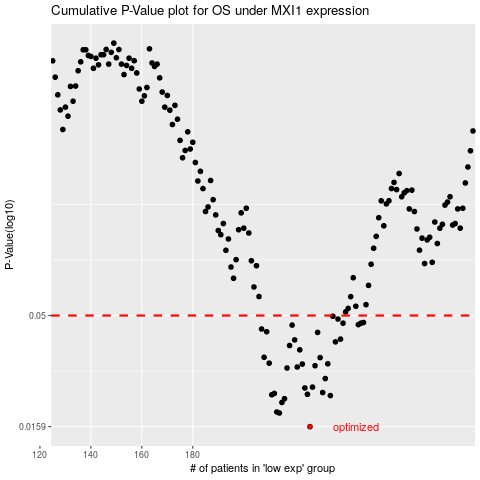 Cumulative P-Value plot for OS under MXI1 expression
P-Value(log10)
0.05
0.0159
optimized
120 140 160 180
# of patients in 'low exp' group